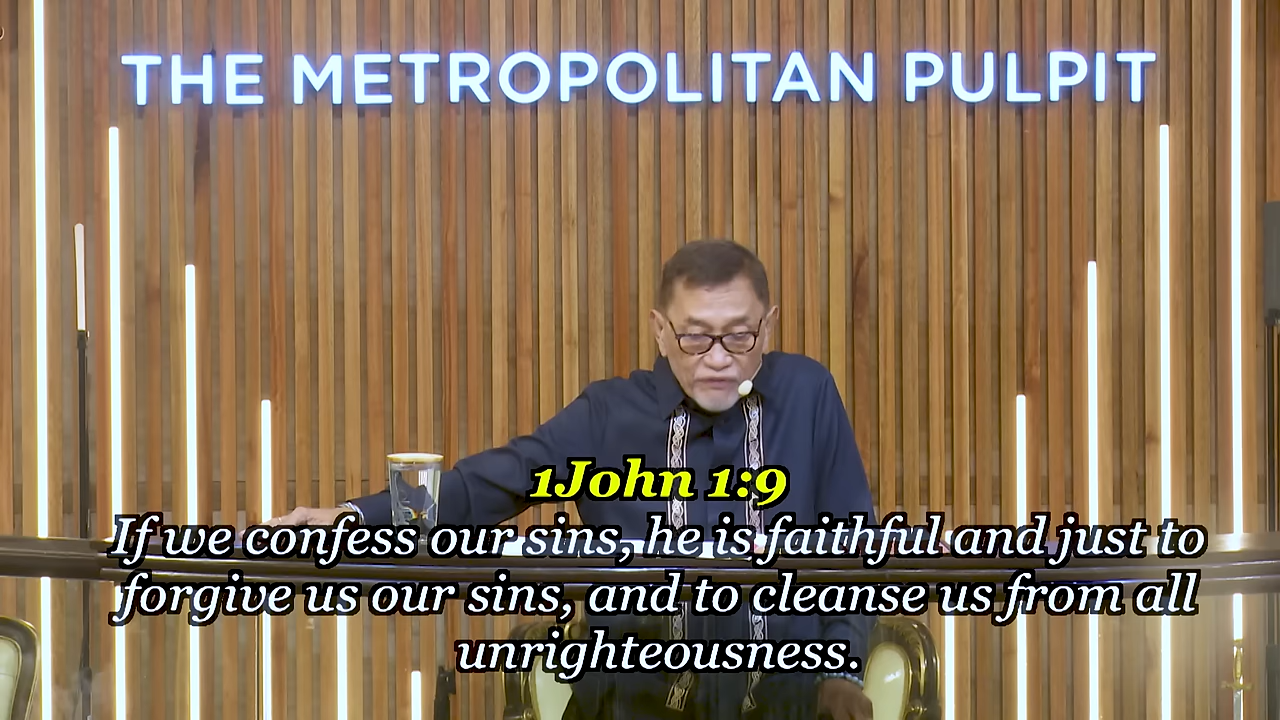 THE METROPOLITAN PULPIT
1John 1:9
If we confess our sins, he is faithful and just to
forgive us our sins, and to cleanse us from all
unrighteousness.